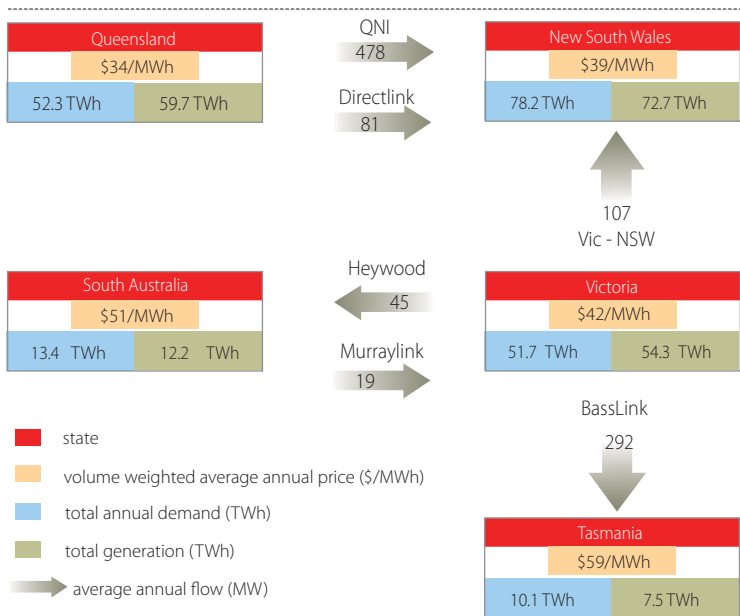 Queensland
$34/MWh
52.3 TWh
59.7 TWh
QNI
478
Directlink
81
New South Wales
$39/MWh
78.2 TWh
72.7 TWh
107
Vic - NSW
South Australia
$51/MWh
13.4 TWh
12.2 TWh
Heywood
45
Murraylink
19
Victoria
$42/MWh
51.7 TWh
54.3 TWh
BassLink
292
Tasmania
$59/MWh
10.1 TWh
7.5 TWh
state
volume weighted average annual price ($/MWh)
total annual demand (TWh)
total generation (TWh)
average annual flow (MW)